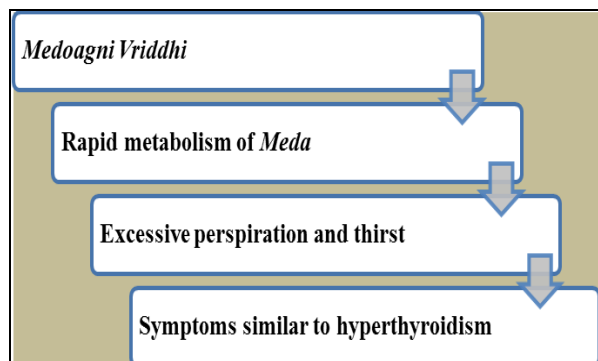 Medoagni Vriddhi
Rapid metabolism of Meda
Excessive perspiration and thirst
Symptoms similar to hyperthyroidism